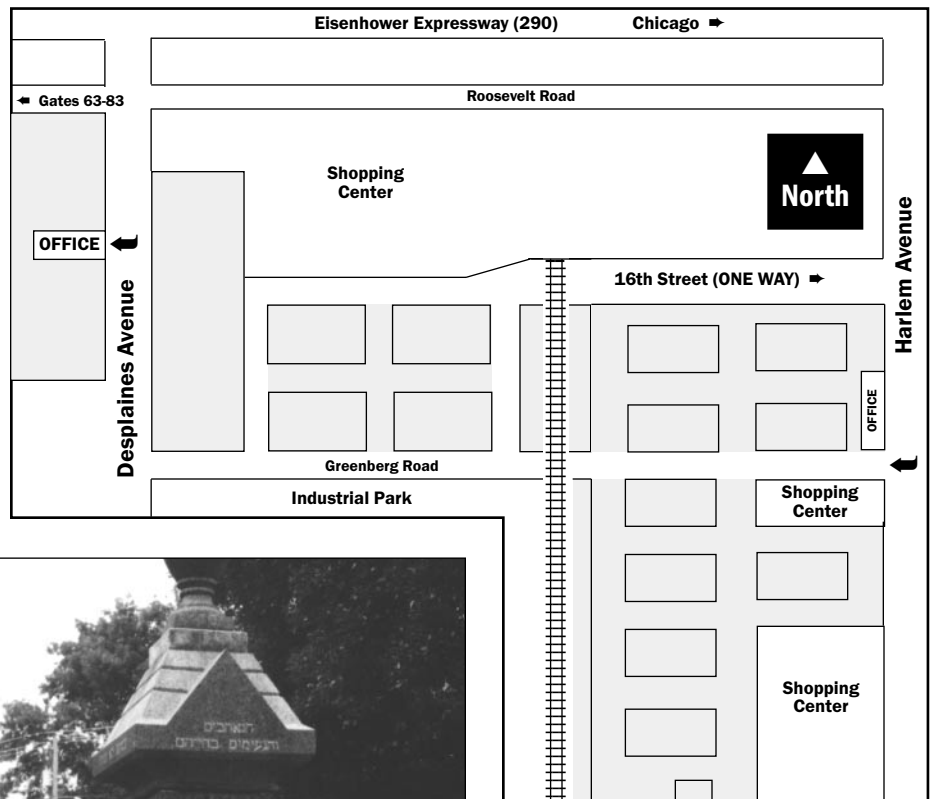 Eisenhower Expressway (290)
Chicago
Gates 63-83
Roosevelt Road
Shopping
Center
North
OFFICE
Harlem Avenue
16th Street (ONE WAY)
Desplaines Avenue
OFFICE
Greenberg Road
Industrial Park
Shopping
Center
Shopping
Center
הנאהבים
והנעימים בחייהם